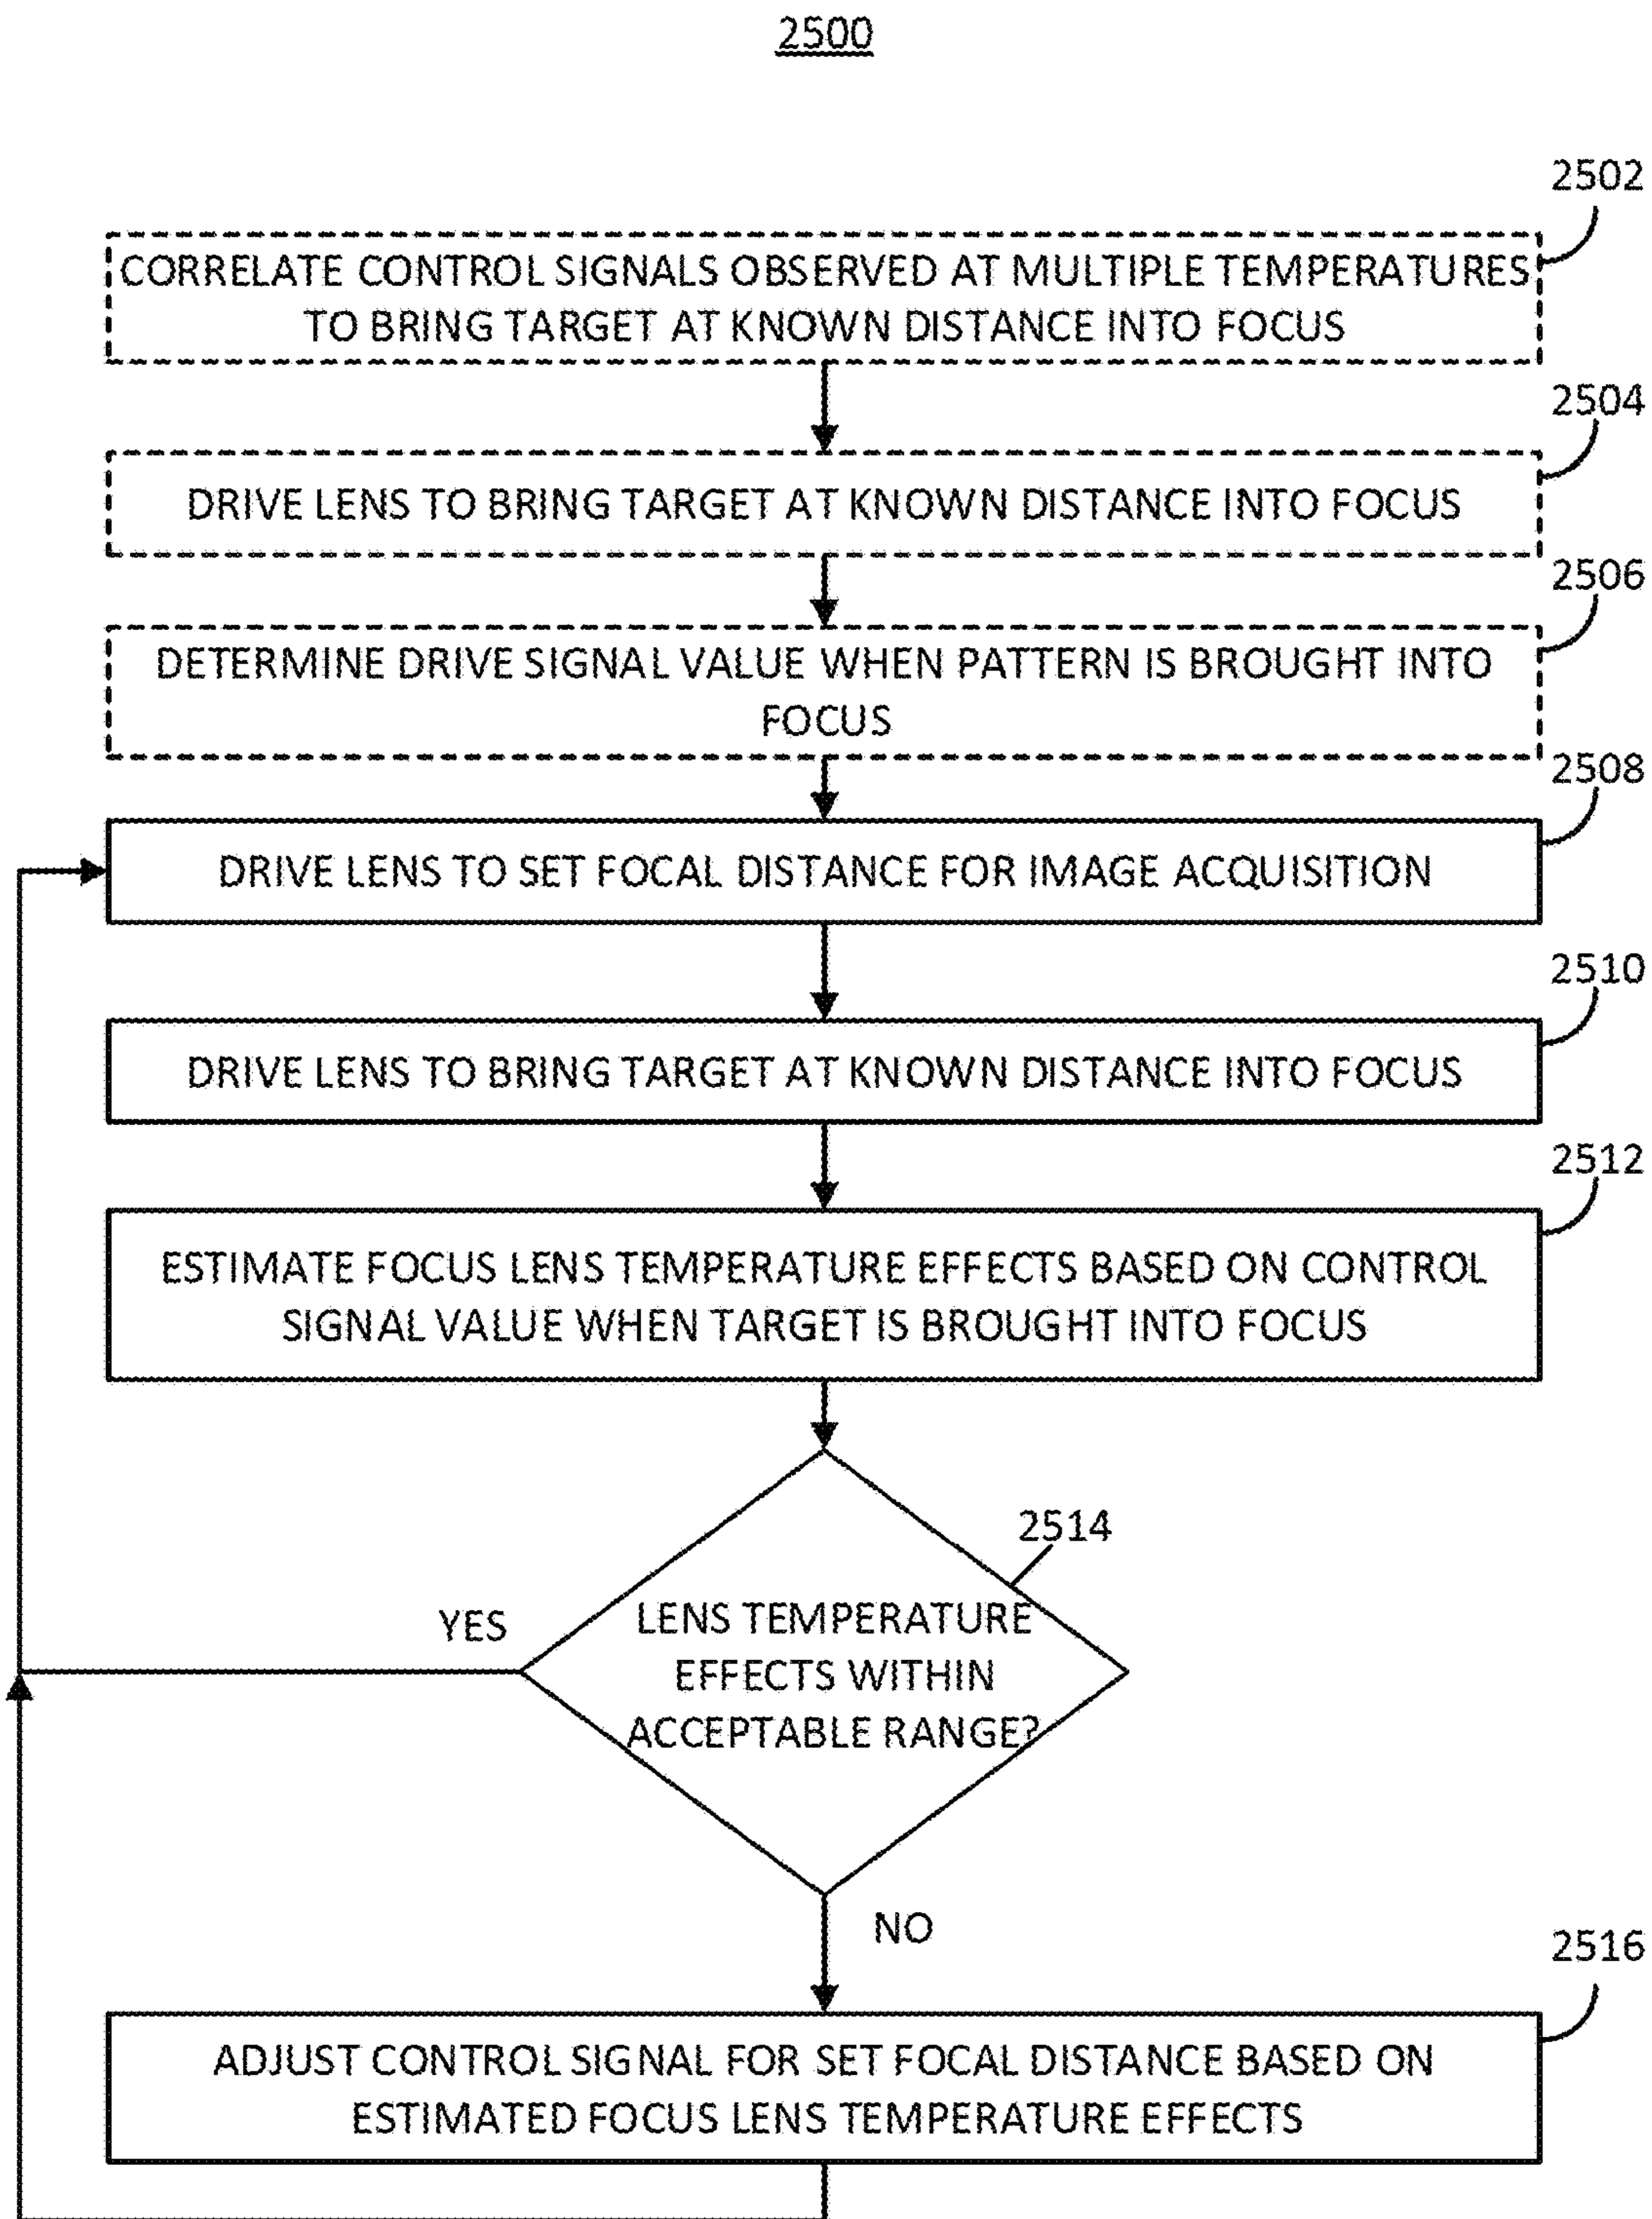 2500
2502
CORRELATE CONTROL SIGNALS OBSERVED AT MULTIPLE TEMPERATURES
TO BRING TARGET AT KNOWN DISTANCE INTO FOCUS
2504
DRIVE LENS TO BRING TARGET AT KNOWN DISTANCE INTO FOCUS
2506
DETERMINE DRIVE SIGNAL VALUE WHEN PATTERN IS BROUGHT INTO
FOCUS
2508
DRIVE LENS TO SET FOCAL DISTANCE FOR IMAGE ACQUISITION
2510
DRIVE LENS TO BRING TARGET AT KNOWN DISTANCE INTO FOCUS
2512
ESTIMATE FOCUS LENS TEMPERATURE EFFECTS BASED ON CONTROL
SIGNAL VALUE WHEN TARGET IS BROUGHT INTO FOCUS
2514
YES
LENS TEMPERATURE
EFFECTS WITHIN
ACCEPTABLE RANGE?
NO
2516
ADJUST CONTROL SIGNAL FOR SET FOCAL DISTANCE BASED ON
ESTIMATED FOCUS LENS TEMPERATURE EFFECTS